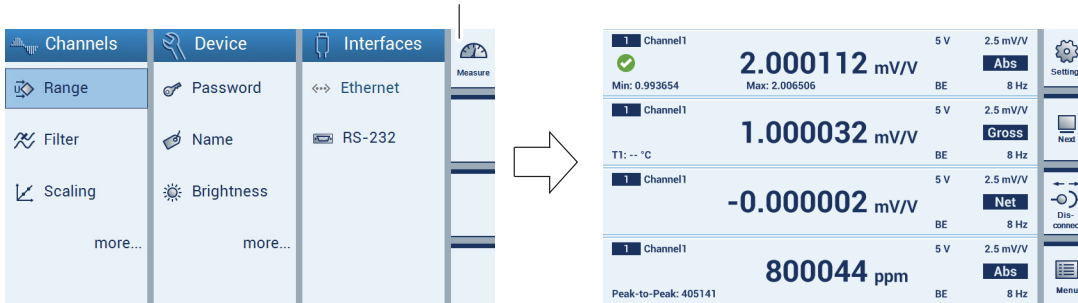 Channels
Device
Interfaces
Measure
Range
Password
Ethernet
Filter
Name
RS-232
Scaling
Brightness
more...
more...
1 Channel1 5 V 2.5 mV/V
2.000112 mV/V Abs
Min: 0.993654 Max: 2.006506 BE 8 Hz
1 Channel1 5 V 2.5 mV/V
1.000032 mV/V Gross
T1: -- °C BE 8 Hz
1 Channel1 5 V 2.5 mV/V
-0.000002 mV/V Net
BE 8 Hz
1 Channel1 5 V 2.5 mV/V
800044 ppm Abs
Peak-to-Peak: 405141 BE 8 Hz
Setting
Next
Dis-
connec
Menu